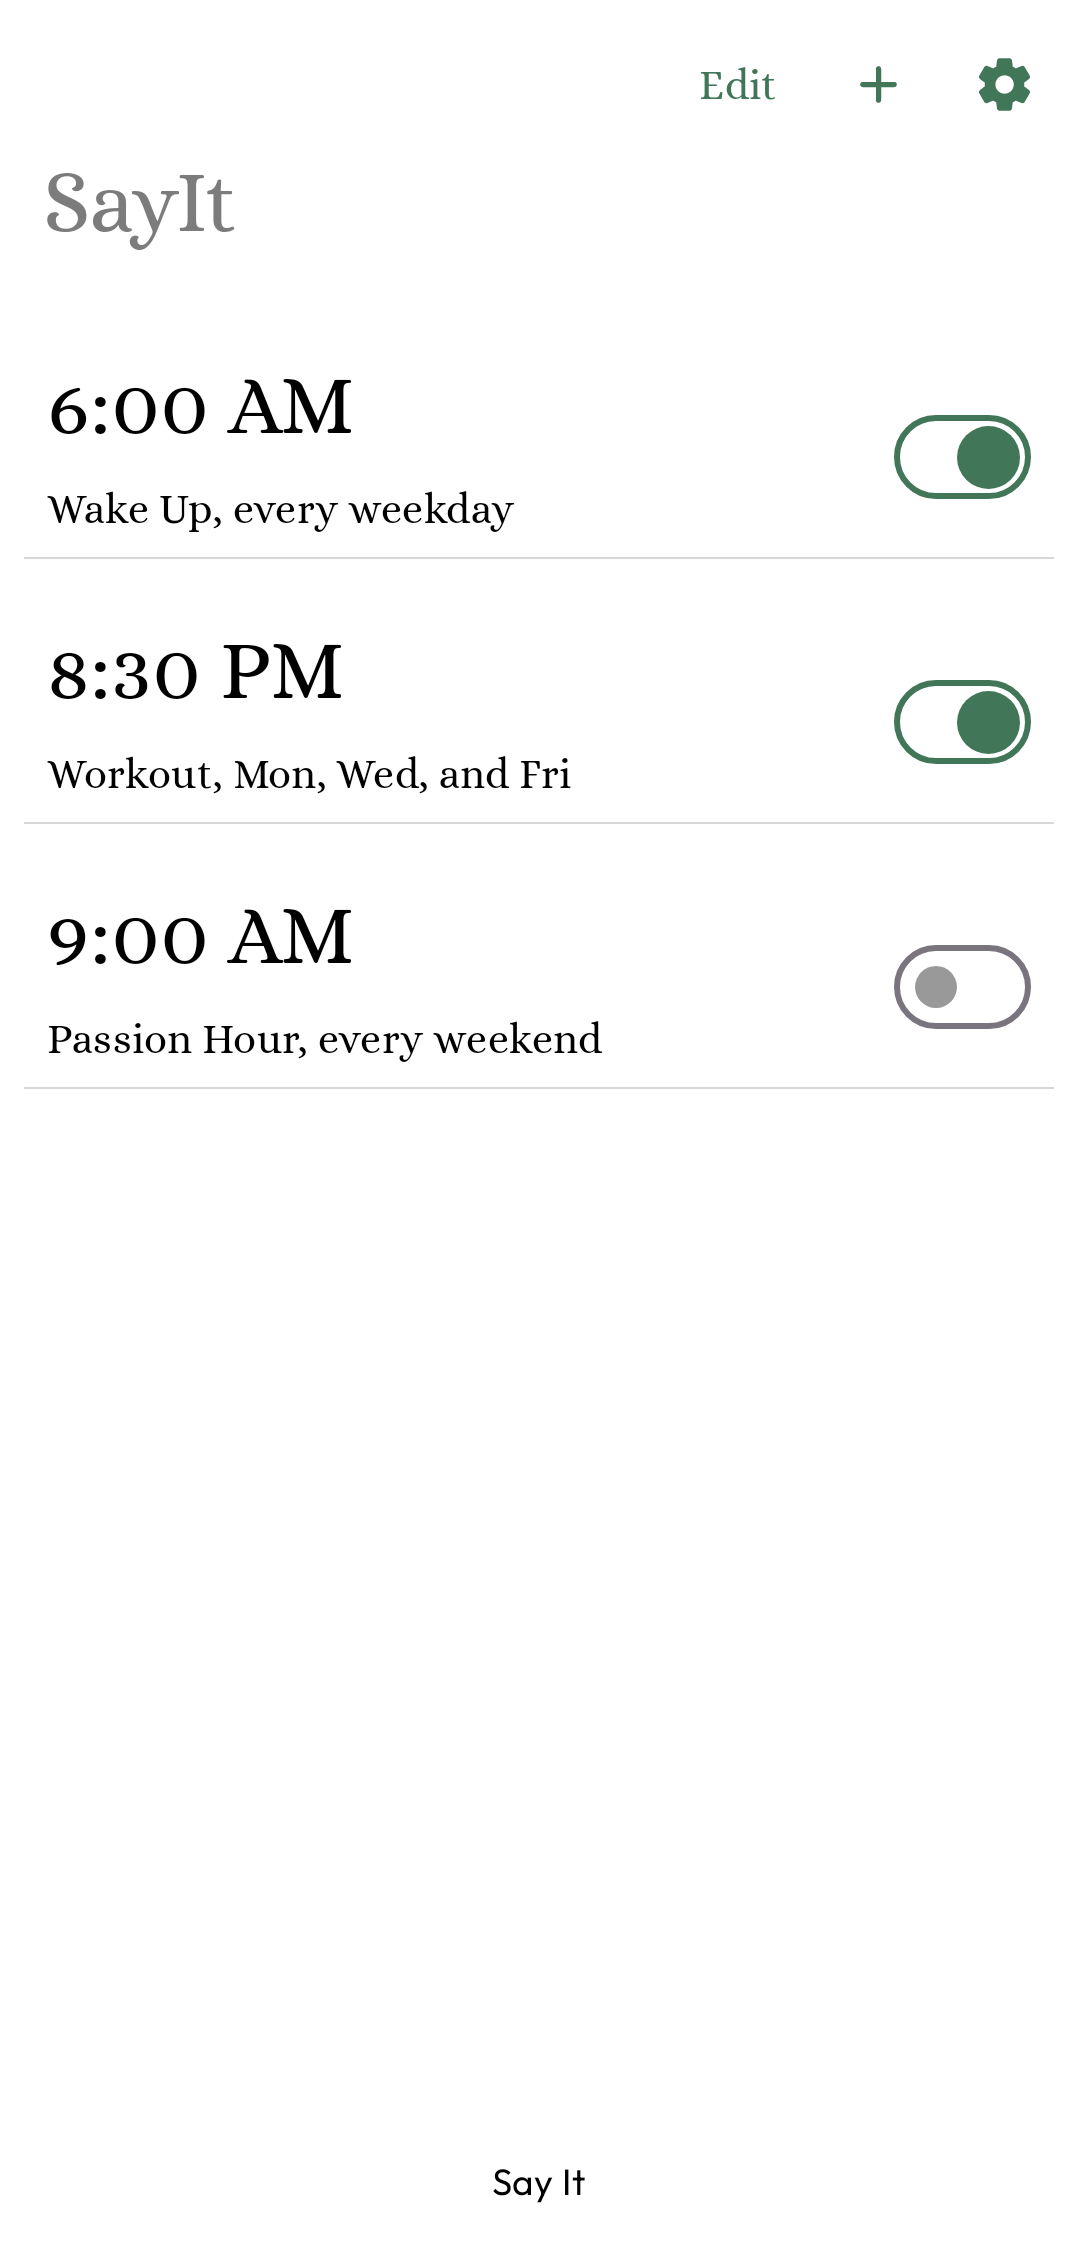 Edit
SayIt
6:00 AM
Wake Up, every weekday
8:30 PM
Workout, Mon, Wed, and Fri
9:00 AM
Passion Hour, every weekend
Say It